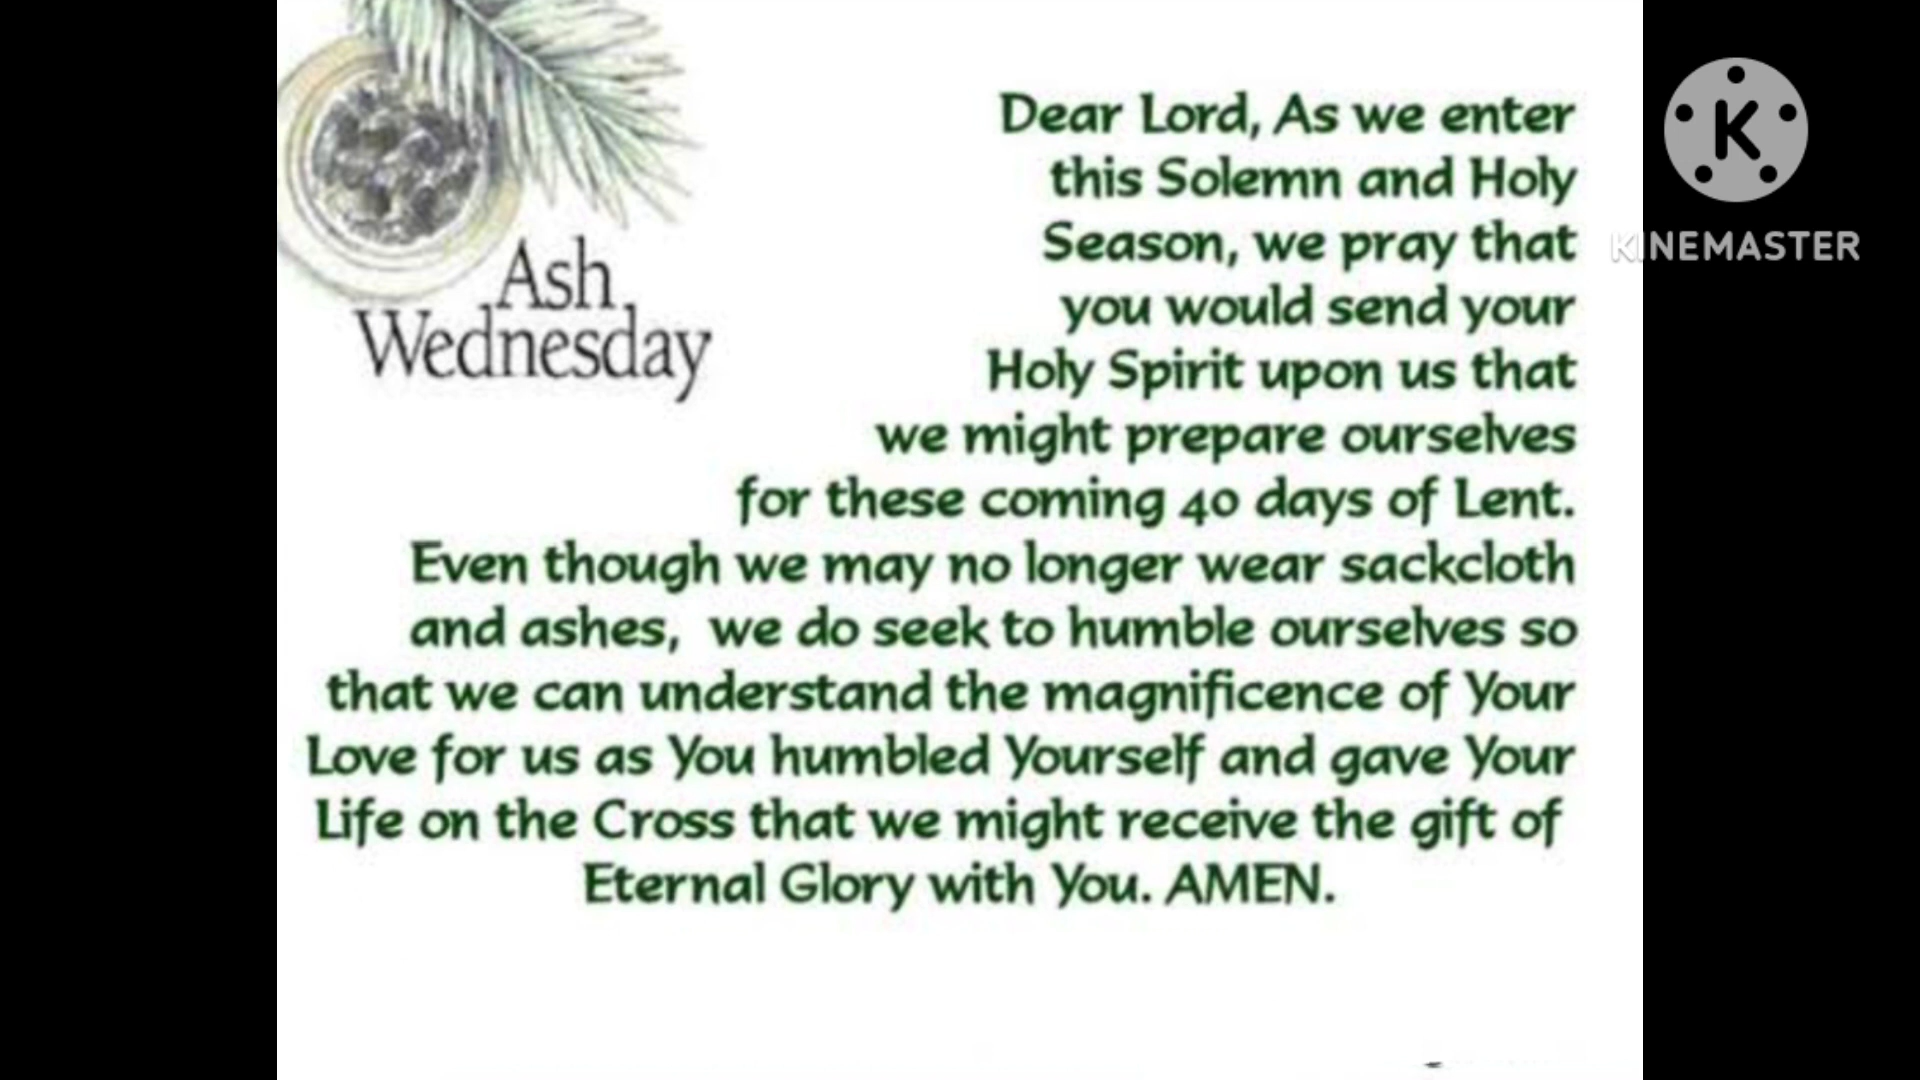 Ash
Wednesday
Dear Lord, As we enter
this Solemn and Holy
Season, we pray that
you would send your
Holy Spirit upon us that
we might prepare ourselves
for these coming 40 days of Lent.
Even though we may no longer wear sackcloth
and ashes, we do seek to humble ourselves so
that we can understand the magnificence of Your
Love for us as You humbled Yourself and gave Your
Life on the Cross that we might receive the gift of
Eternal Glory with You. AMEN.
K
KINEMASTER